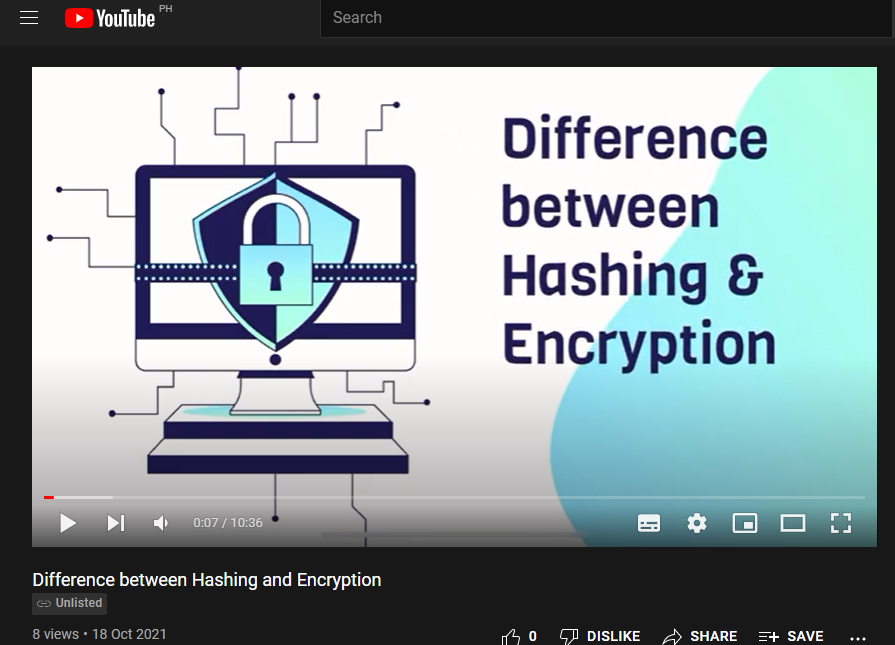 YouTube PH
Search
Difference
between
Hashing &
Encryption
0:07 / 10:36
Difference between Hashing and Encryption
Unlisted
8 views • 18 Oct 2021
0 DISLIKE SHARE SAVE